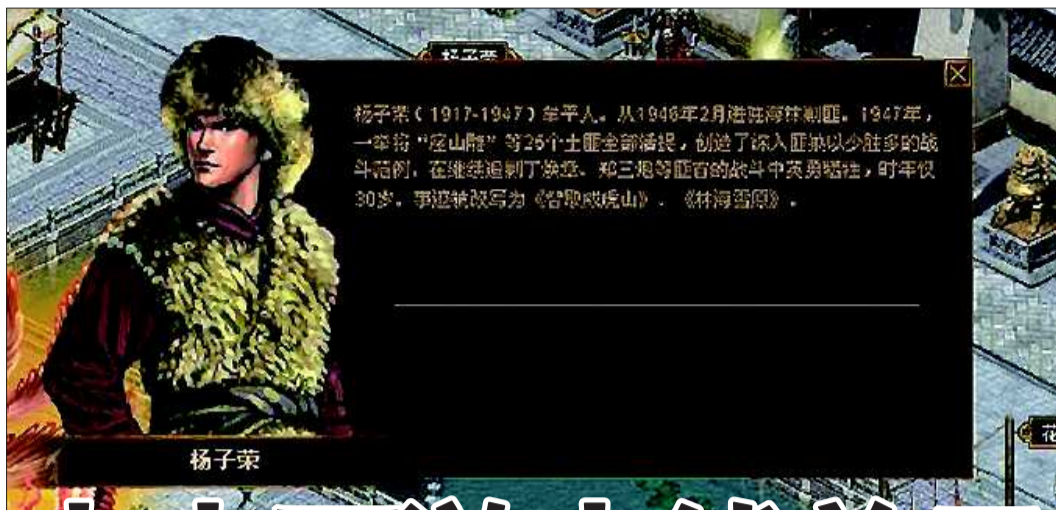 杨子荣
杨子荣(1917-1947)牟平人。从1946年2月进驻海林剿匪。1947年,
一举将“座山雕”等25个土匪全部活捉,创造了深入匪巢以少胜多的战
斗范例。在继续追剿丁焕章、郑三炮等匪首的战斗中英勇牺牲,时年仅
30岁。事迹被改写为《智取威虎山》、《林海雪原》。
杨子荣
花